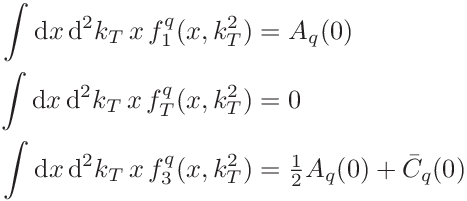 ∫ dx d²k_T x f_1^q(x, k_T^2) = A_q(0)
∫ dx d²k_T x f_T^q(x, k_T^2) = 0
∫ dx d²k_T x f_3^q(x, k_T^2) = ½A_q(0) + C̄_q(0)